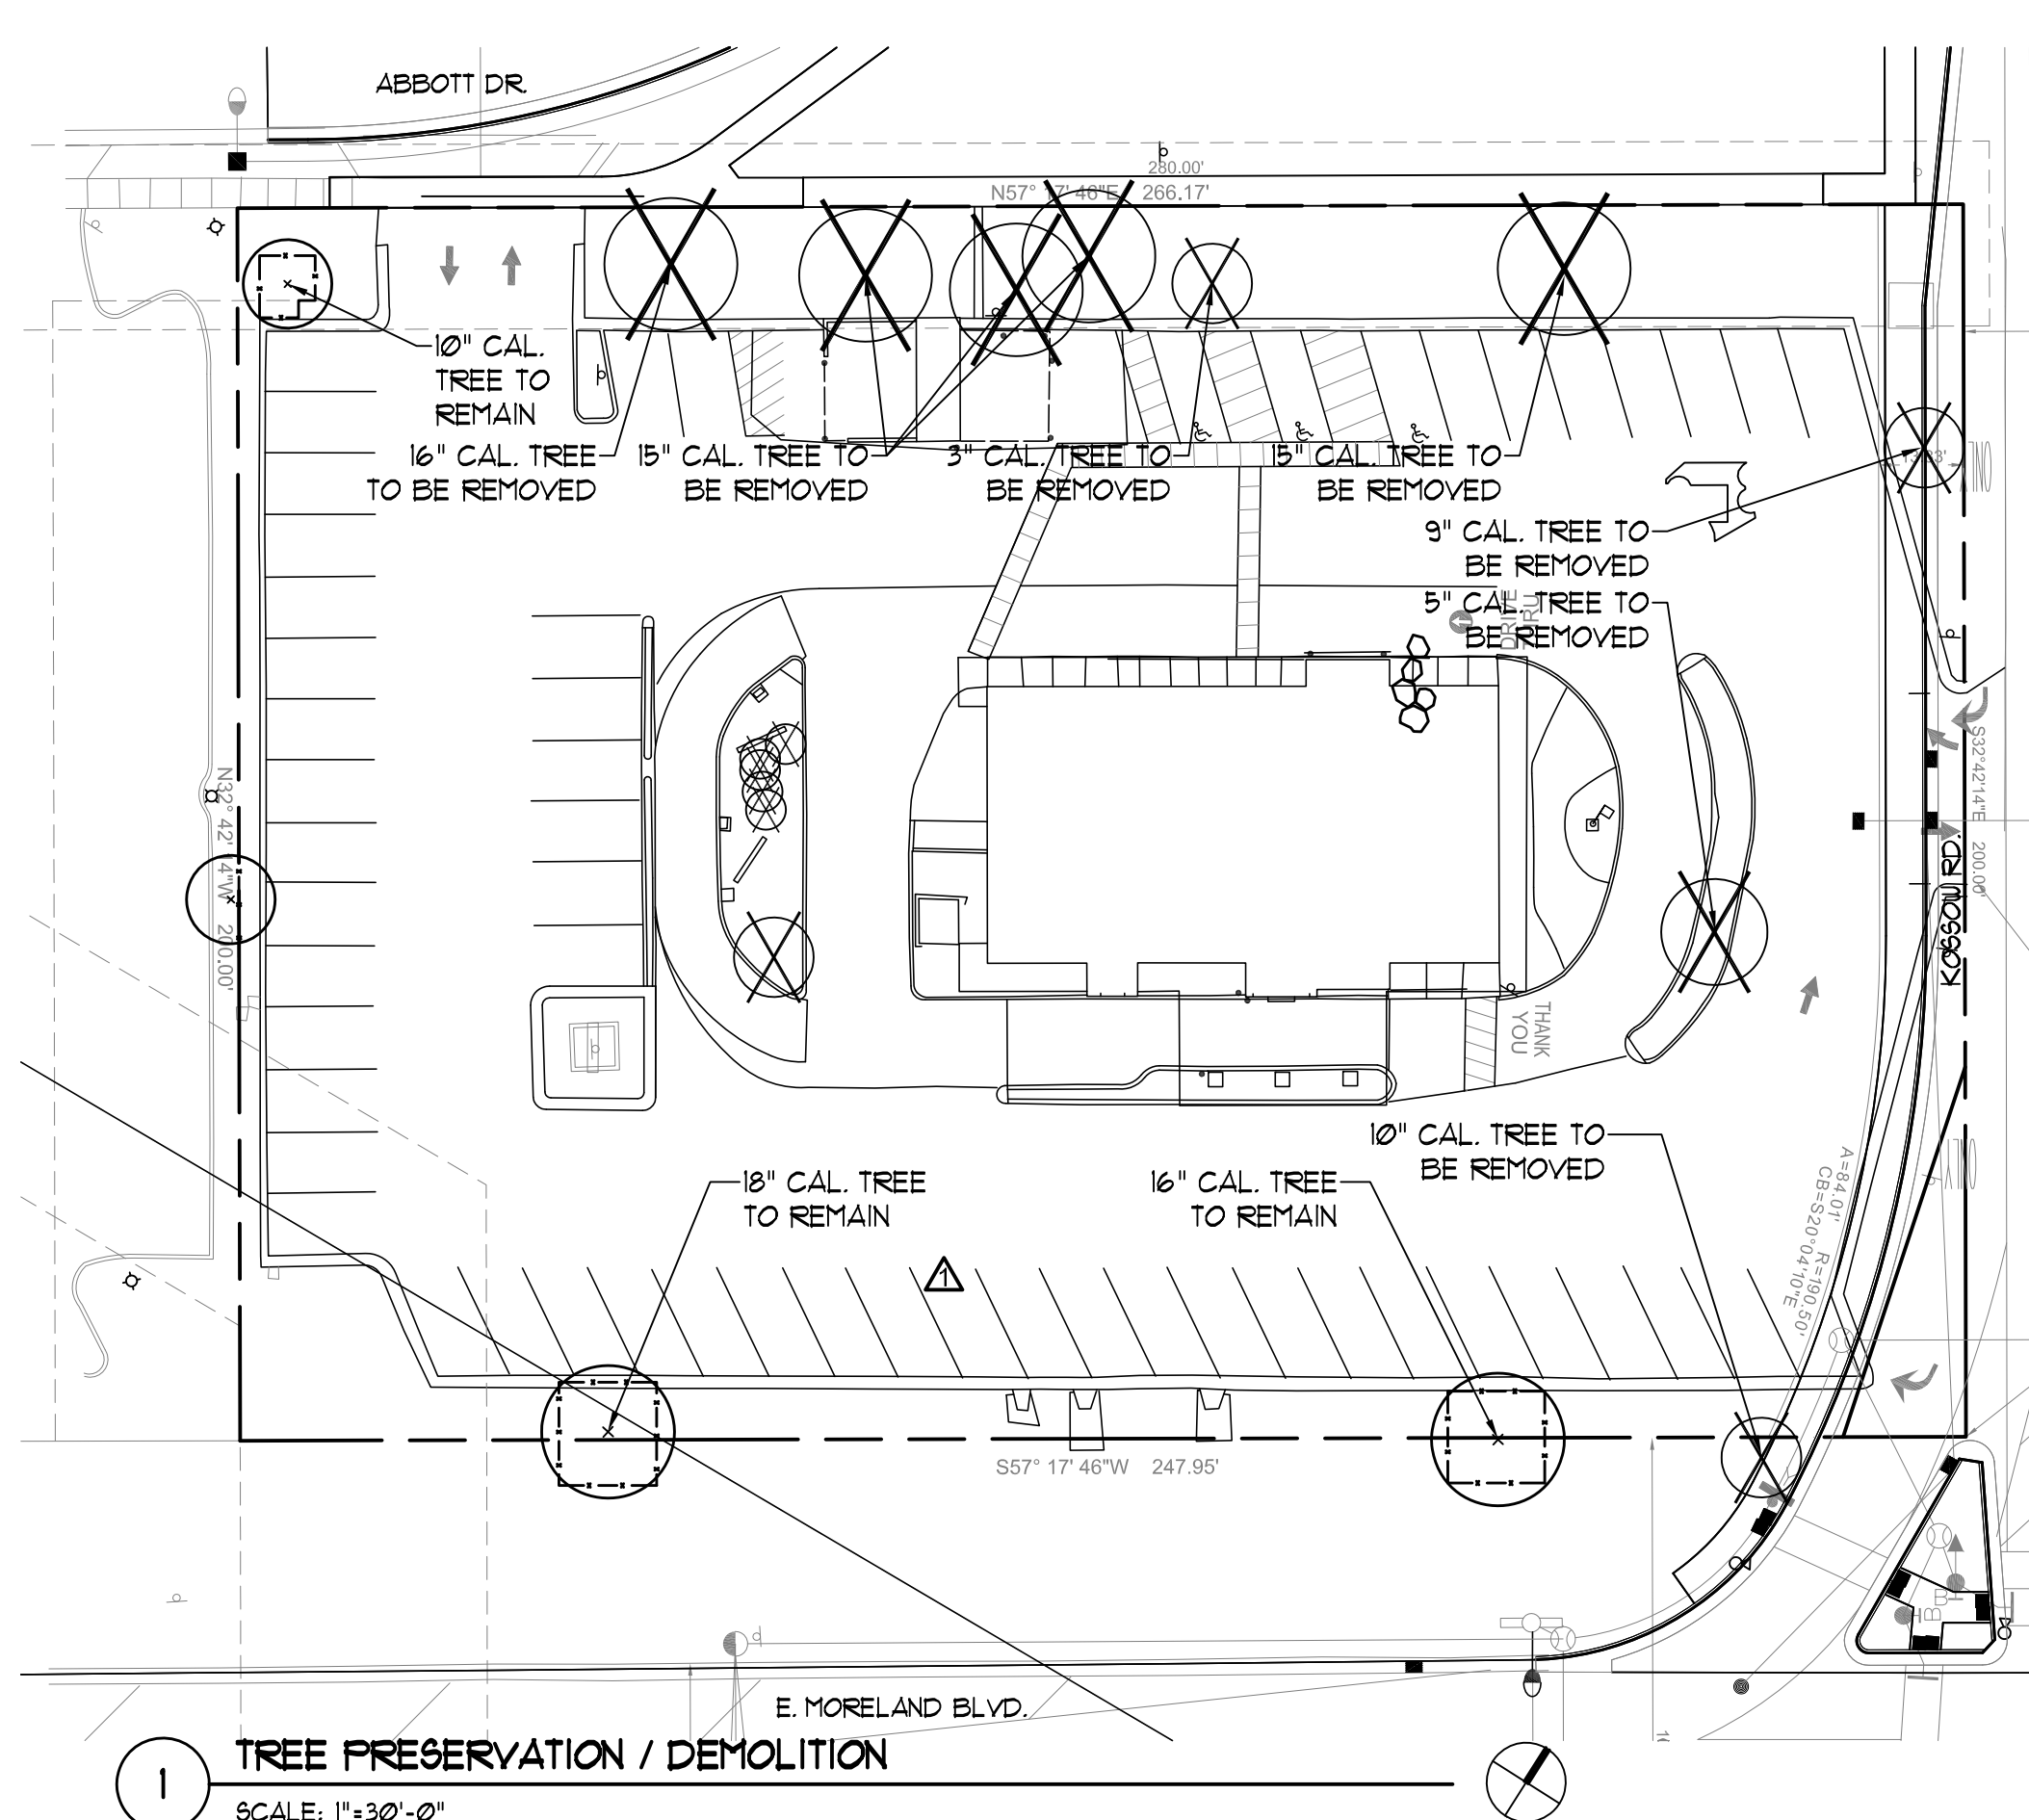 ABBOTT DR.
280.00'
N57° 17' 46"E 266.17'
10" CAL.
TREE TO
REMAIN
16" CAL. TREE
TO BE REMOVED
15" CAL. TREE TO
BE REMOVED
3" CAL. TREE TO
BE REMOVED
15" CAL. TREE TO
BE REMOVED
9" CAL. TREE TO
BE REMOVED
5" CAL. TREE TO
BE REMOVED
DRIVE
THRU
ONLY
N32° 42' 14"W 200.00'
S32°42'14"E 200.00'
KOSSOW RD.
THANK
YOU
10" CAL. TREE TO
BE REMOVED
18" CAL. TREE
TO REMAIN
16" CAL. TREE
TO REMAIN
A=84.01' R=190.50'
CB=S20°04'10"E
1
S57° 17' 46"W 247.95'
B
B
E. MORELAND BLVD.
1
TREE PRESERVATION / DEMOLITION
SCALE: 1"=30'-0"